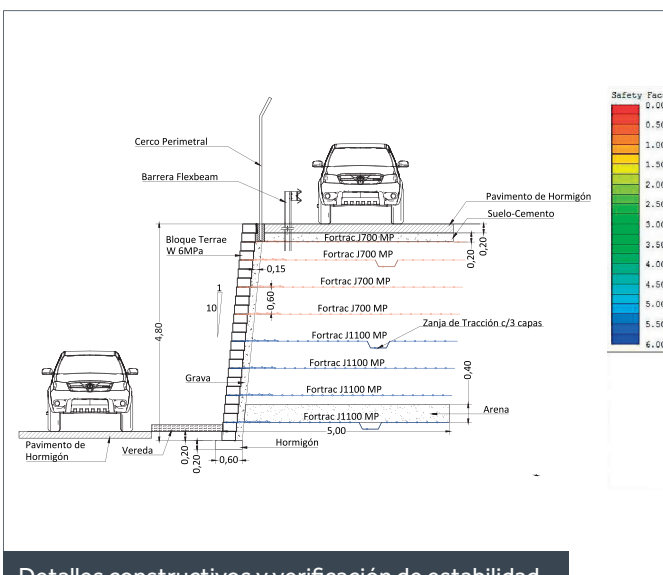 Cerco Perimetral
Barrera Flexbeam
Pavimento de Hormigón
Suelo-Cemento
Bloque Terrae
W 6MPa
Fortrac J700 MP
0,20
0,20
Fortrac J700 MP
0,15
Fortrac J700 MP
0,60
1
10
4,80
Fortrac J700 MP
Zanja de Tracción c/3 capas
Fortrac J1100 MP
Fortrac J1100 MP
0,40
Grava
Fortrac J1100 MP
Arena
Fortrac J1100 MP
5,00
Pavimento de
Hormigón
Vereda
0,20
0,20
0,60
Hormigón
Safety Fac
0.00
0.50
1.00
1.50
2.00
2.50
3.00
3.50
4.00
4.50
5.00
5.50
6.00
Detalles constructivos y verificación de estabilidad